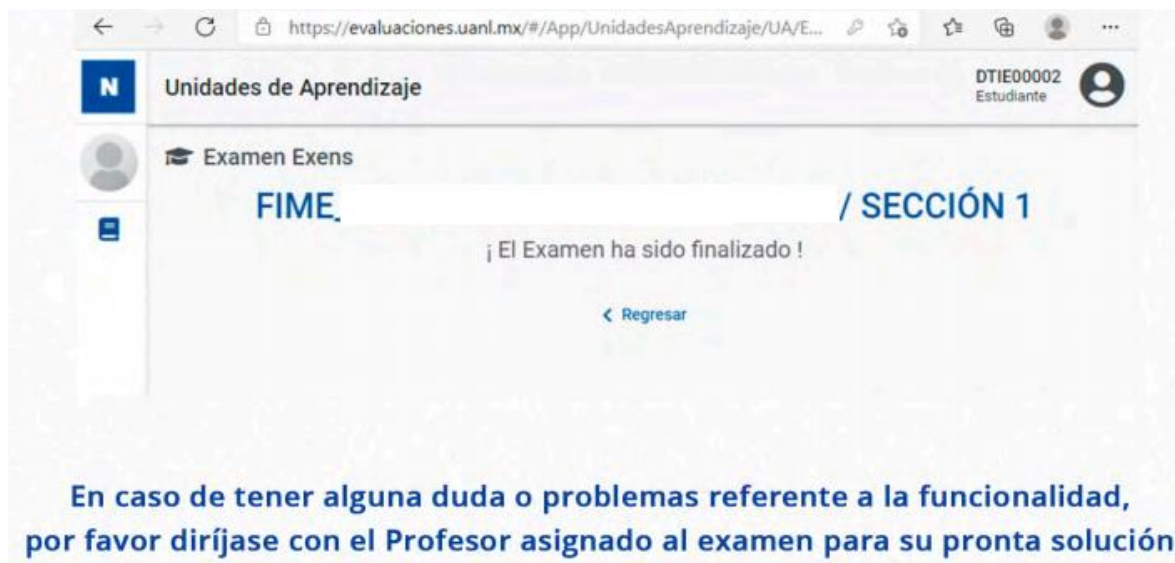 https://evaluaciones.uanl.mx/#/App/UnidadesAprendizaje/UA/E...
N
Unidades de Aprendizaje
DTIE00002
Estudiante
Examen Exens
FIME_ / SECCIÓN 1
¡ El Examen ha sido finalizado !
Regresar
En caso de tener alguna duda o problemas referente a la funcionalidad,
por favor diríjase con el Profesor asignado al examen para su pronta solución